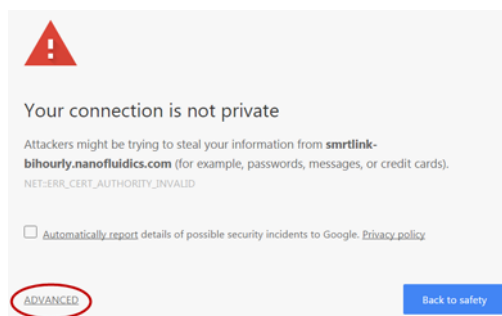 Your connection is not private
Attackers might be trying to steal your information from smrtlink-
bihourly.nanofluidics.com (for example, passwords, messages, or credit cards).
NET::ERR_CERT_AUTHORITY_INVALID
Automatically report details of possible security incidents to Google. Privacy policy
ADVANCED
Back to safety